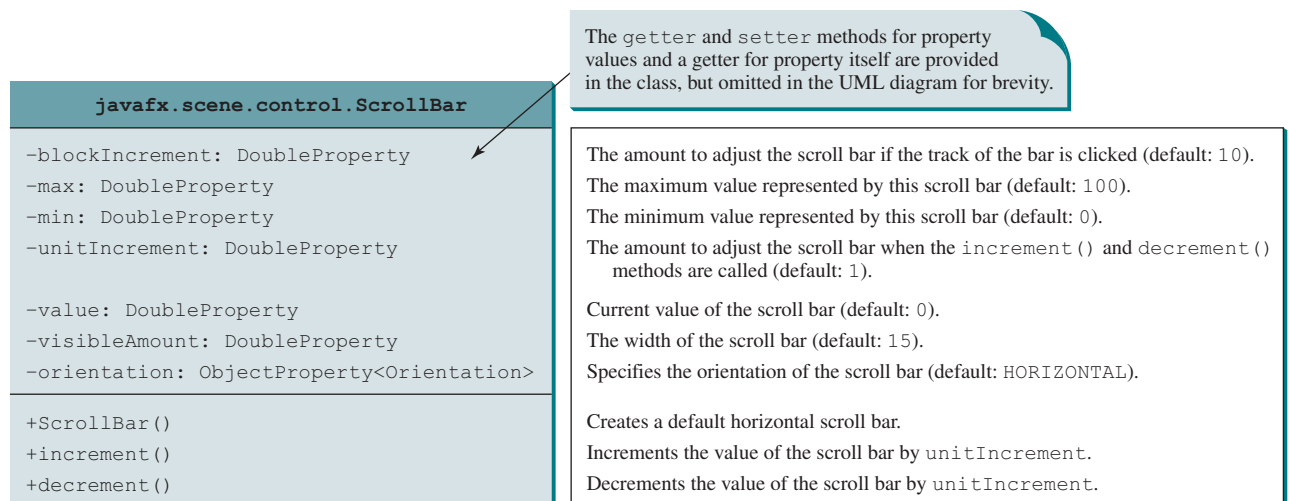 The getter and setter methods for property
values and a getter for property itself are provided
in the class, but omitted in the UML diagram for brevity.
javafx.scene.control.ScrollBar
-blockIncrement: DoubleProperty
The amount to adjust the scroll bar if the track of the bar is clicked (default: 10).
-max: DoubleProperty
The maximum value represented by this scroll bar (default: 100).
-min: DoubleProperty
The minimum value represented by this scroll bar (default: 0).
-unitIncrement: DoubleProperty
The amount to adjust the scroll bar when the increment() and decrement()
methods are called (default: 1).
-value: DoubleProperty
Current value of the scroll bar (default: 0).
-visibleAmount: DoubleProperty
The width of the scroll bar (default: 15).
-orientation: ObjectProperty<Orientation>
Specifies the orientation of the scroll bar (default: HORIZONTAL).
+ScrollBar()
Creates a default horizontal scroll bar.
+increment()
Increments the value of the scroll bar by unitIncrement.
+decrement()
Decrements the value of the scroll bar by unitIncrement.